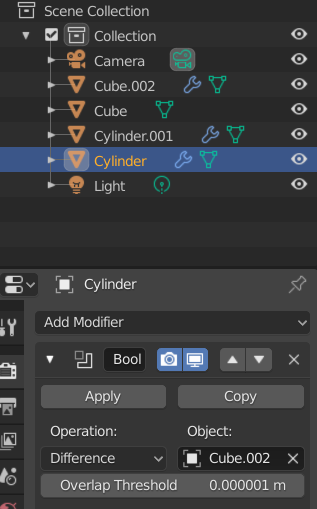 Scene Collection
Collection
Camera
Cube.002
Cube
Cylinder.001
Cylinder
Light
Cylinder
Add Modifier
Bool
Apply Copy
Operation: Object:
Difference Cube.002
Overlap Threshold 0.000001 m